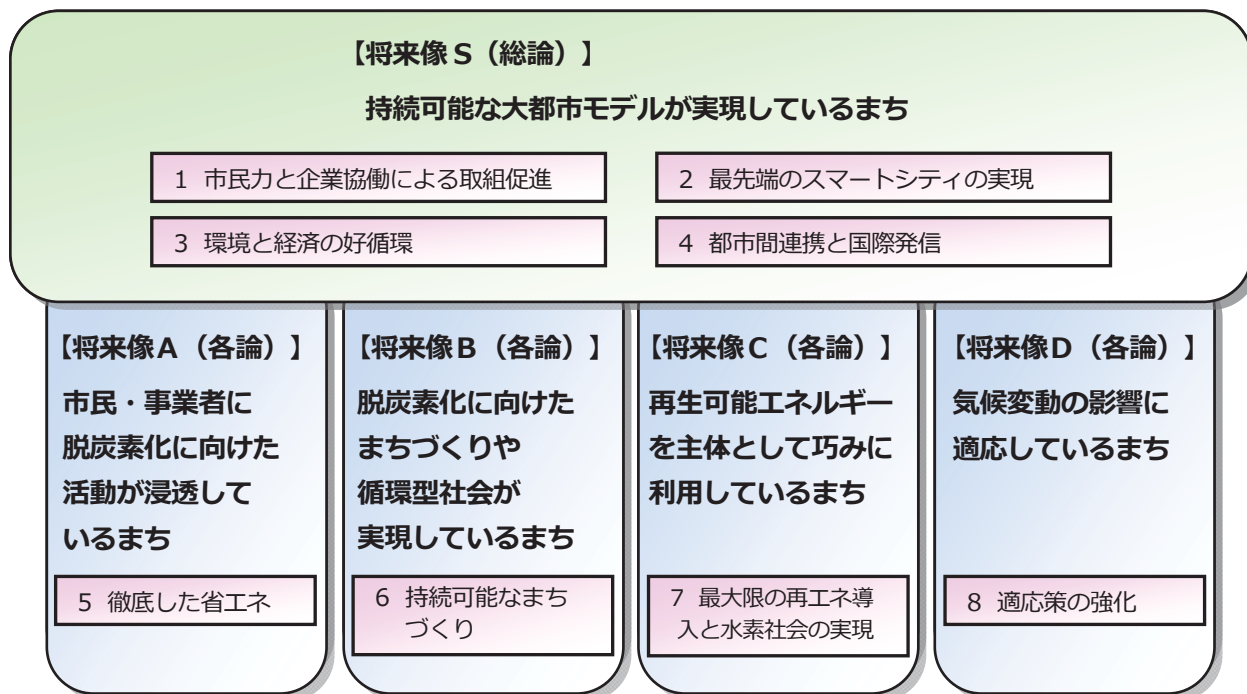 【将来像S（総論）】
持続可能な大都市モデルが実現しているまち
1 市民力と企業協働による取組促進
2 最先端のスマートシティの実現
3 環境と経済の好循環
4 都市間連携と国際発信
【将来像A（各論）】
市民・事業者に
脱炭素化に向けた
活動が浸透して
いるまち
5 徹底した省エネ
【将来像B（各論）】
脱炭素化に向けた
まちづくりや
循環型社会が
実現しているまち
6 持続可能なまち
づくり
【将来像C（各論）】
再生可能エネルギー
を主体として巧みに
利用しているまち
7 最大限の再エネ導
入と水素社会の実現
【将来像D（各論）】
気候変動の影響に
適応しているまち
8 適応策の強化